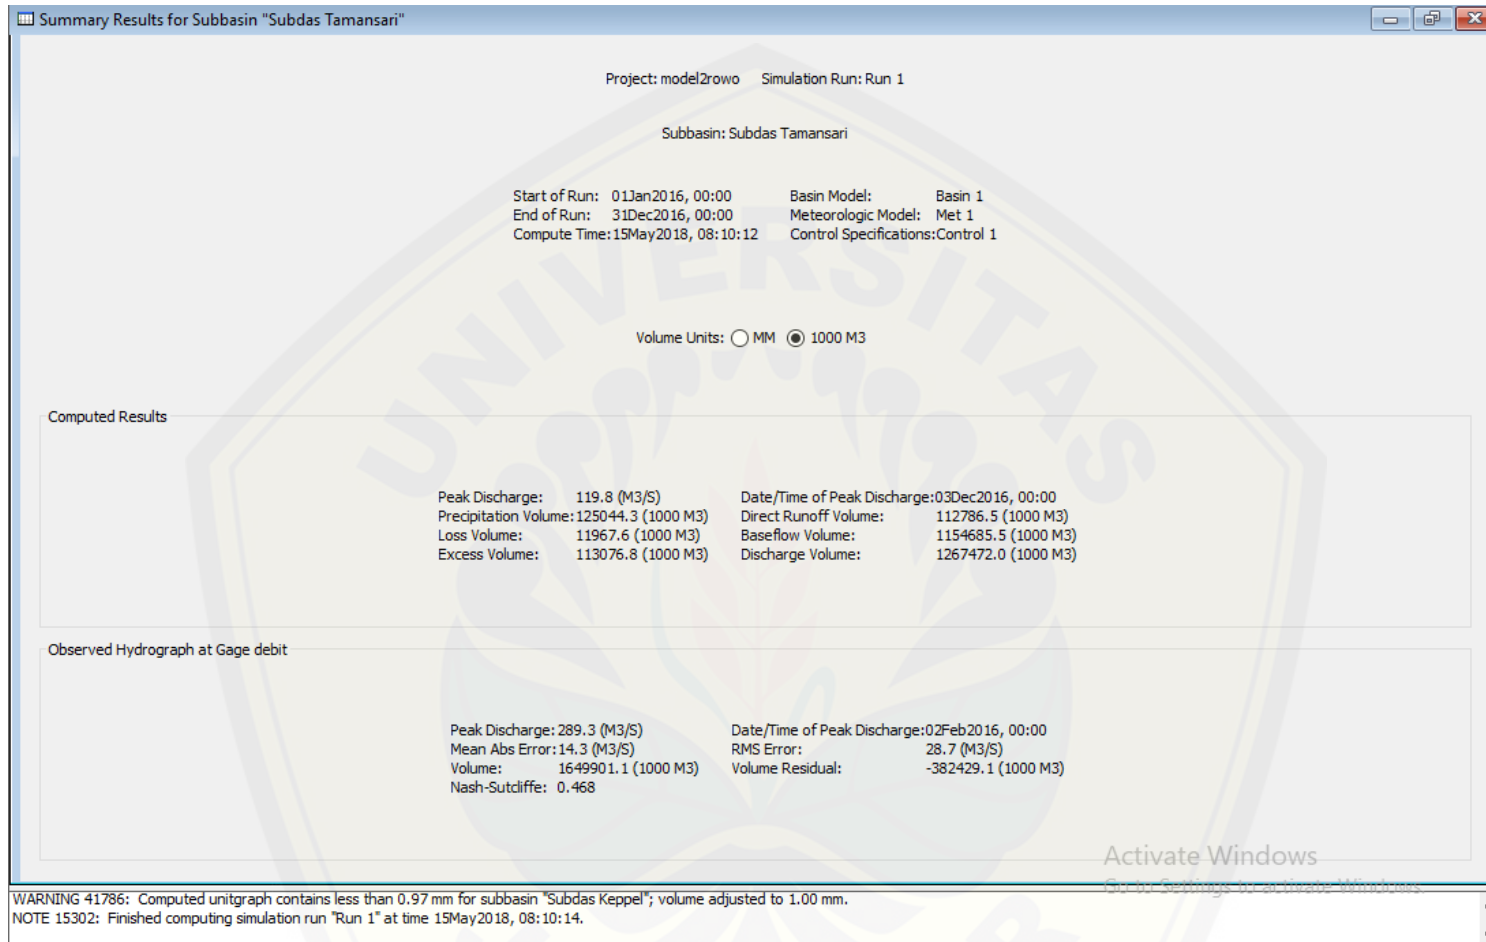 Summary Results for Subbasin "Subdas Tamansari"
Project: model2rowo Simulation Run: Run 1
Subbasin: Subdas Tamansari
Start of Run: 01Jan2016, 00:00 Basin Model: Basin 1
End of Run: 31Dec2016, 00:00 Meteorologic Model: Met 1
Compute Time:15May2018, 08:10:12 Control Specifications:Control 1
Volume Units: MM 1000 M3
Computed Results
Peak Discharge: 119.8 (M3/S) Date/Time of Peak Discharge:03Dec2016, 00:00
Precipitation Volume:125044.3 (1000 M3) Direct Runoff Volume: 112786.5 (1000 M3)
Loss Volume: 11967.6 (1000 M3) Baseflow Volume: 1154685.5 (1000 M3)
Excess Volume: 113076.8 (1000 M3) Discharge Volume: 1267472.0 (1000 M3)
Observed Hydrograph at Gage debit
Peak Discharge:289.3 (M3/S) Date/Time of Peak Discharge:02Feb2016, 00:00
Mean Abs Error:14.3 (M3/S) RMS Error: 28.7 (M3/S)
Volume: 1649901.1 (1000 M3) Volume Residual: -382429.1 (1000 M3)
Nash-Sutcliffe: 0.468
UNIVERSITAS
Activate Windows
Go to Settings to activate Windows.
WARNING 41786: Computed unitgraph contains less than 0.97 mm for subbasin "Subdas Keppel"; volume adjusted to 1.00 mm.
NOTE 15302: Finished computing simulation run "Run 1" at time 15May2018, 08:10:14.